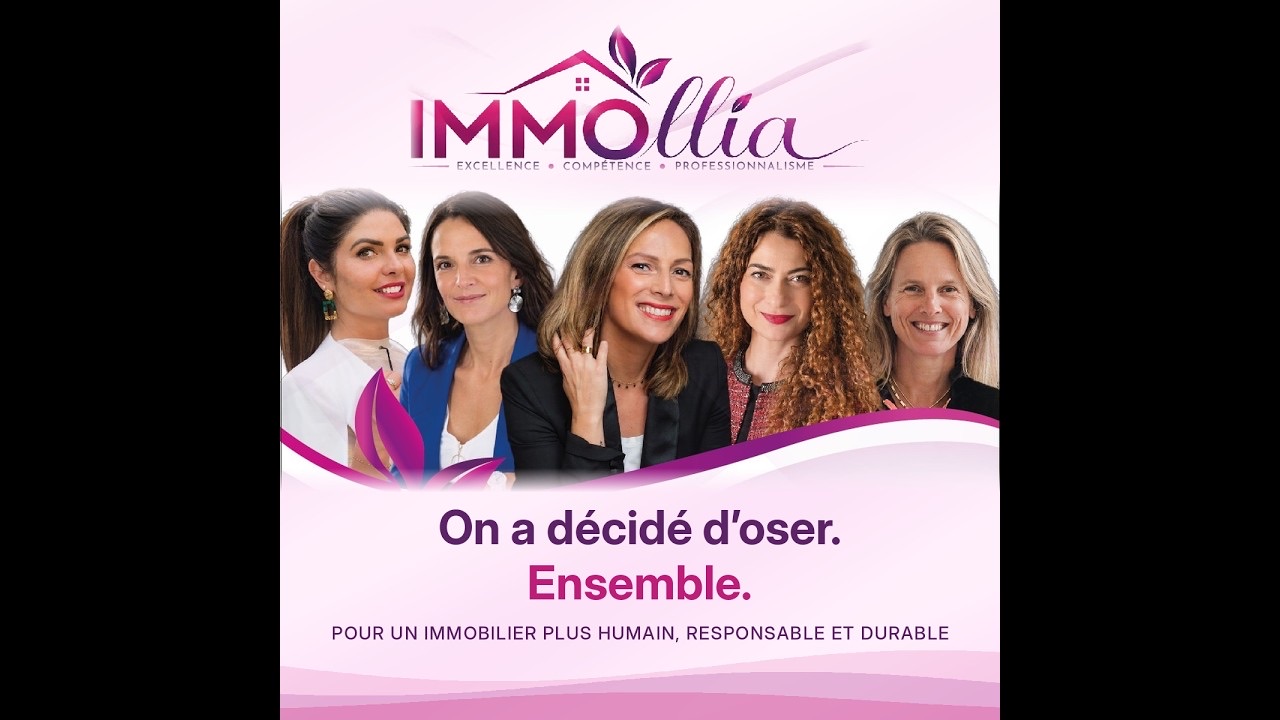 IMMOllia
EXCELLENCE • COMPÉTENCE • PROFESSIONNALISME
On a décidé d'oser.
Ensemble.
POUR UN IMMOBILIER PLUS HUMAIN, RESPONSABLE ET DURABLE